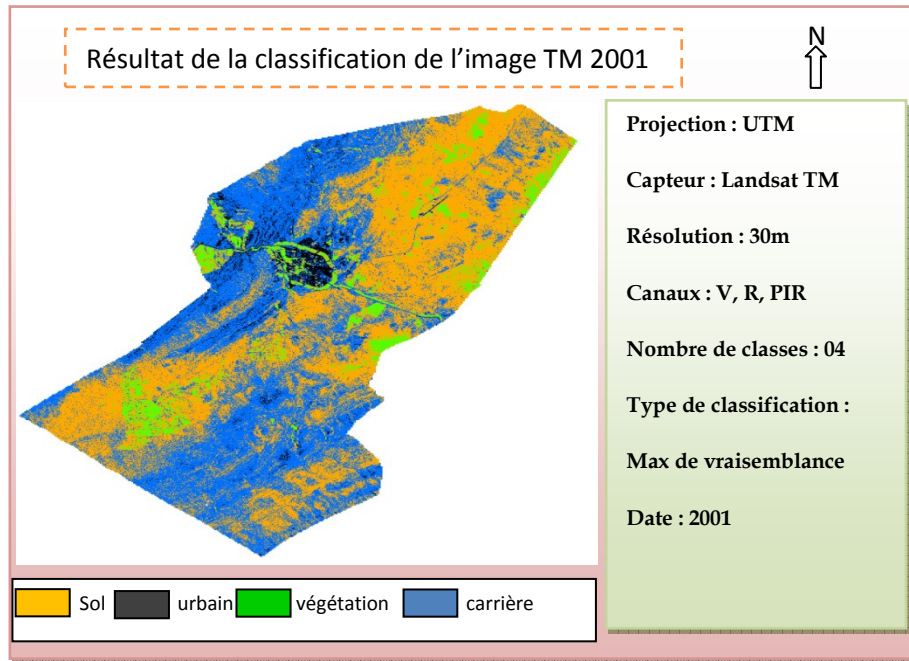 Résultat de la classification de l'image TM 2001
N
Projection : UTM
Capteur : Landsat TM
Résolution : 30m
Canaux : V, R, PIR
Nombre de classes : 04
Type de classification :
Max de vraisemblance
Date : 2001
Sol urbain végétation carrière